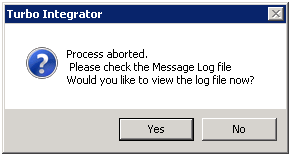 Turbo Integrator
Process aborted.
Please check the Message Log file
Would you like to view the log file now?
Yes
No